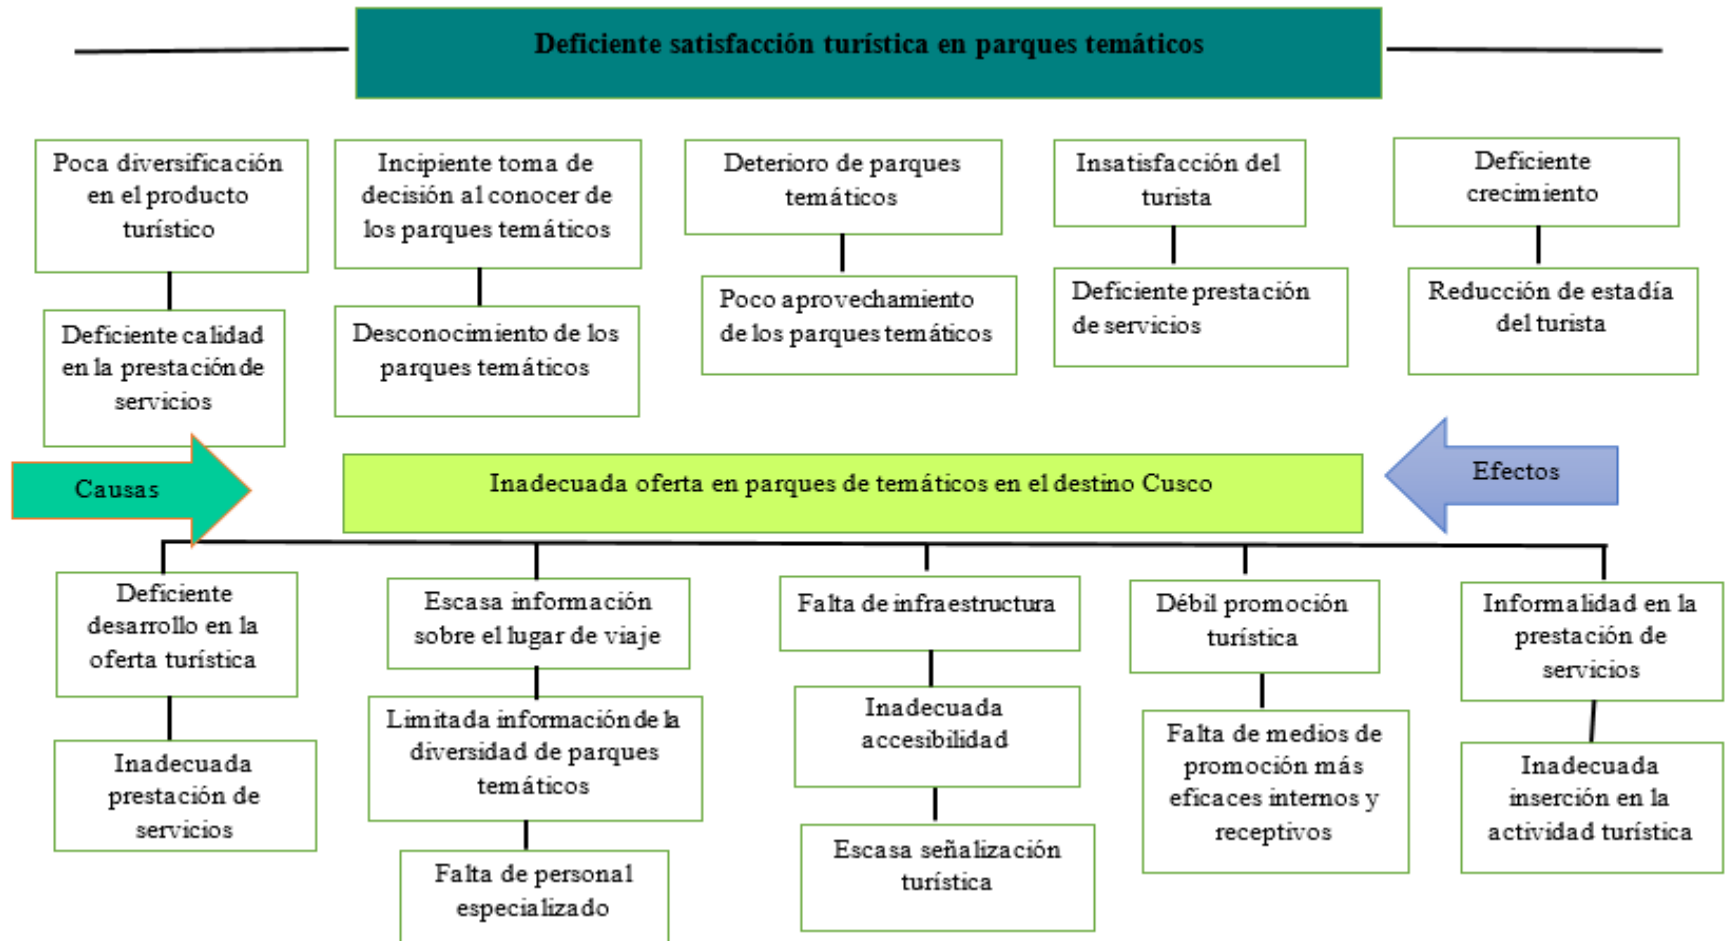 Deficiente satisfacción turística en parques temáticos
Poca diversificación
en el producto
turístico
Incipiente toma de
decisión al conocer de
los parques temáticos
Deterioro de parques
temáticos
Insatisfacción del
turista
Deficiente
crecimiento
Deficiente calidad
en la prestación de
servicios
Desconocimiento de los
parques temáticos
Poco aprovechamiento
de los parques temáticos
Deficiente prestación
de servicios
Reducción de estadía
del turista
Causas
Inadecuada oferta en parques de temáticos en el destino Cusco
Efectos
Deficiente
desarrollo en la
oferta turística
Escasa información
sobre el lugar de viaje
Falta de infraestructura
Débil promoción
turística
Informalidad en la
prestación de
servicios
Inadecuada
prestación de
servicios
Limitada información de la
diversidad de parques
temáticos
Inadecuada
accesibilidad
Falta de medios de
promoción más
eficaces internos y
receptivos
Inadecuada
inserción en la
actividad turística
Falta de personal
especializado
Escasa señalización
turística